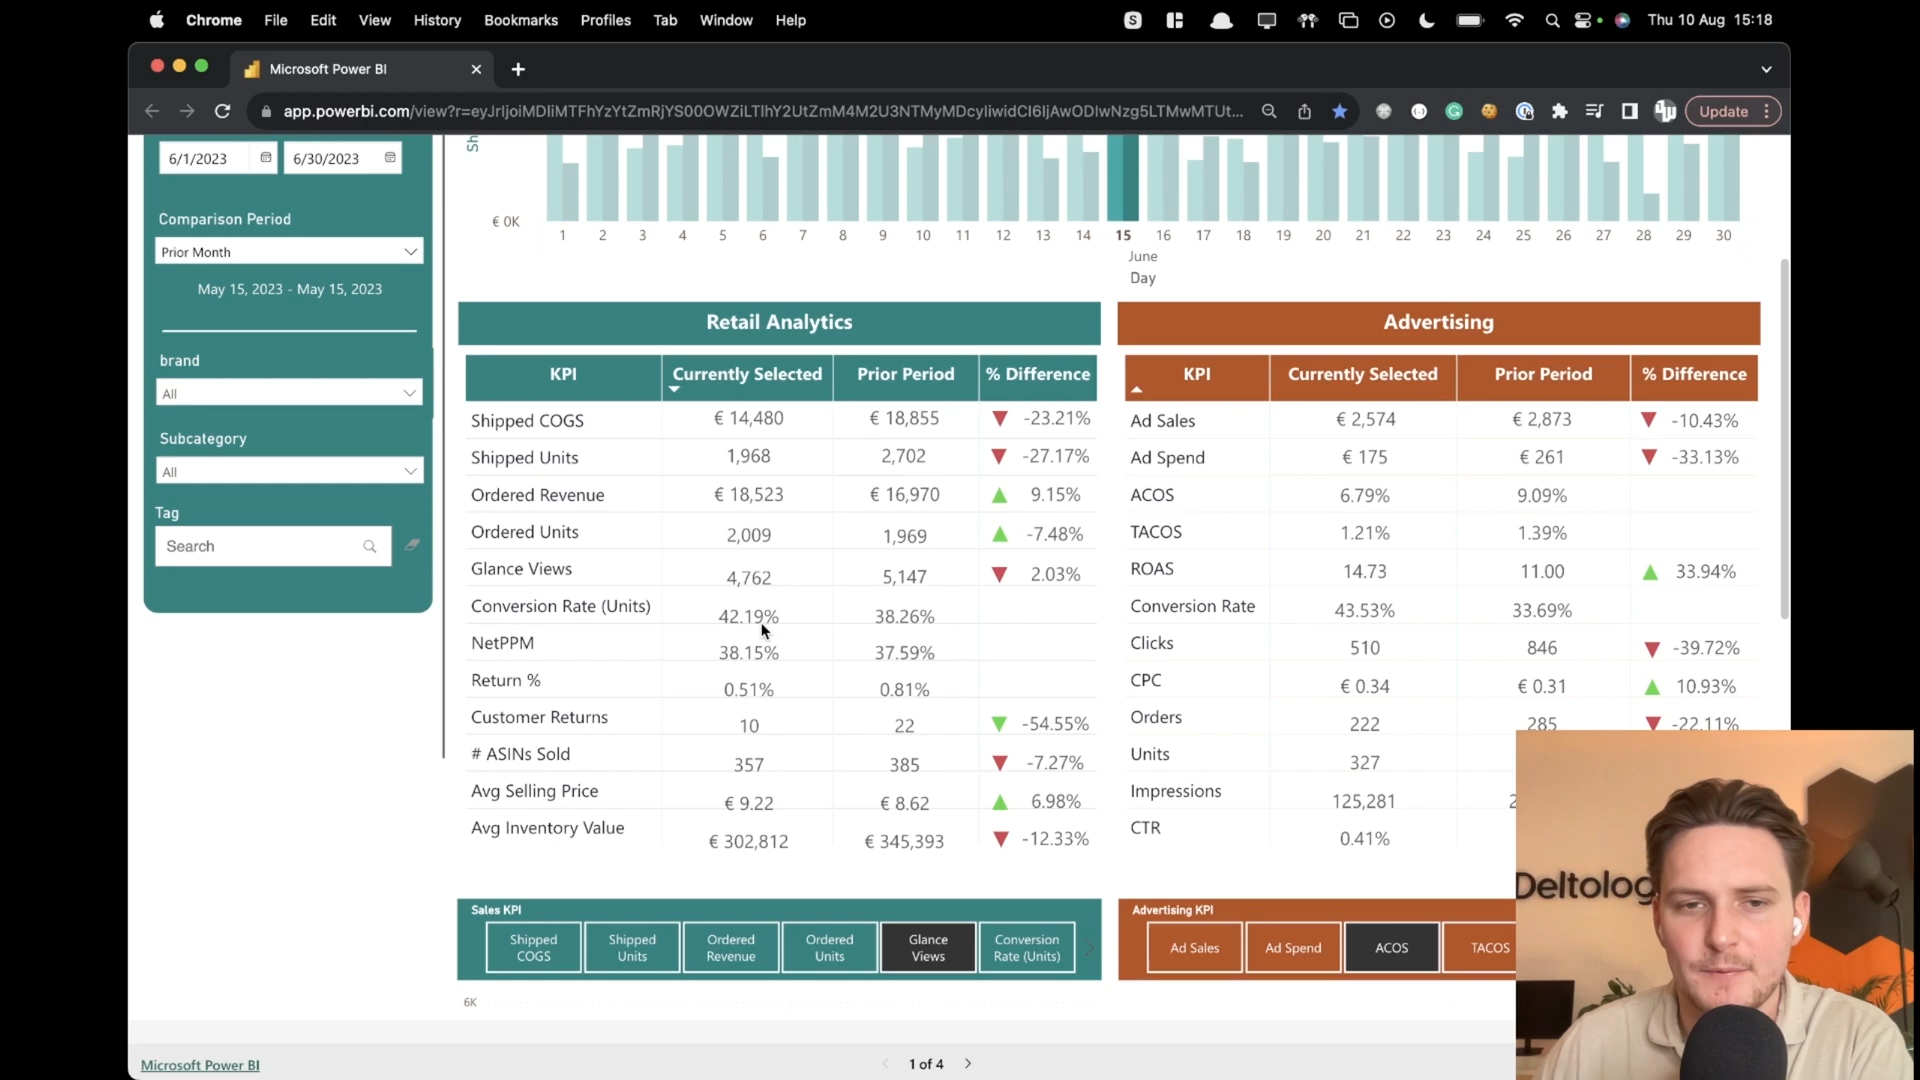 Chrome File Edit View History Bookmarks Profiles Tab Window Help Thu 10 Aug 15:18
Microsoft Power BI
app.powerbi.com/view?r=eyJrIjoiMDliMTFhYzYtZmRjYS00OWZiLTlhY2UtZmM4M2U3NTMyMDcyIiwidCI6IjAwODIwNzg5LTMwMTUt... Update
6/1/2023 6/30/2023
Comparison Period
Prior Month
May 15, 2023 - May 15, 2023
brand
All
Subcategory
All
Tag
Search
Sh
€ 0K
1 2 3 4 5 6 7 8 9 10 11 12 13 14 15 16 17 18 19 20 21 22 23 24 25 26 27 28 29 30
June
Day
Retail Analytics
KPI Currently Selected Prior Period % Difference
Shipped COGS € 14,480 € 18,855 -23.21%
Shipped Units 1,968 2,702 -27.17%
Ordered Revenue € 18,523 € 16,970 9.15%
Ordered Units 2,009 1,969 -7.48%
Glance Views 4,762 5,147 2.03%
Conversion Rate (Units) 42.19% 38.26%
NetPPM 38.15% 37.59%
Return % 0.51% 0.81%
Customer Returns 10 22 -54.55%
# ASINs Sold 357 385 -7.27%
Avg Selling Price € 9.22 € 8.62 6.98%
Avg Inventory Value € 302,812 € 345,393 -12.33%
Advertising
KPI Currently Selected Prior Period % Difference
Ad Sales € 2,574 € 2,873 -10.43%
Ad Spend € 175 € 261 -33.13%
ACOS 6.79% 9.09%
TACOS 1.21% 1.39%
ROAS 14.73 11.00 33.94%
Conversion Rate 43.53% 33.69%
Clicks 510 846 -39.72%
CPC € 0.34 € 0.31 10.93%
Orders 222 285 -22.11%
Units 327
Impressions 125,281 2
CTR 0.41%
Sales KPI
Shipped COGS
Shipped Units
Ordered Revenue
Ordered Units
Glance Views
Conversion Rate (Units)
Advertising KPI
Ad Sales
Ad Spend
ACOS
TACOS
6K
Deltolog
Microsoft Power BI
1 of 4